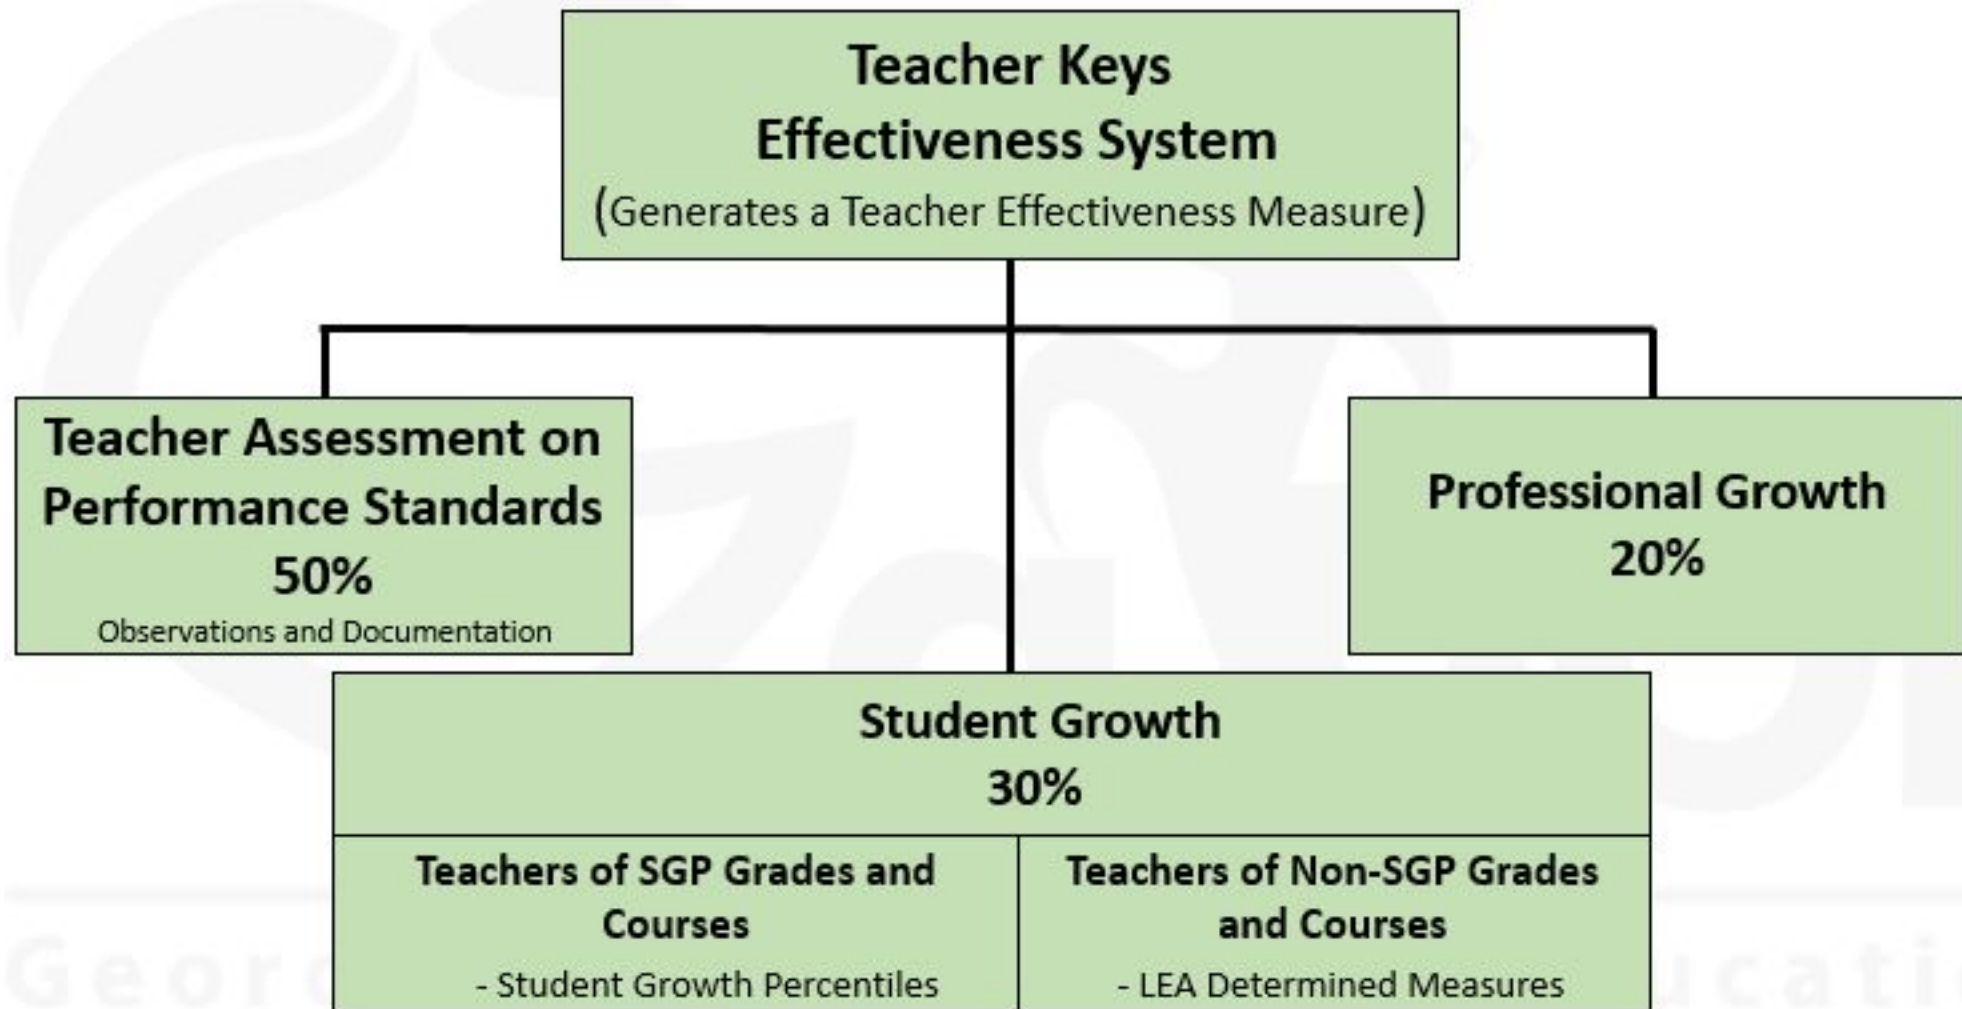 Teacher Keys
Effectiveness System
(Generates a Teacher Effectiveness Measure)
Teacher Assessment on
Performance Standards
50%
Observations and Documentation
Professional Growth
20%
Student Growth
30%
Teachers of SGP Grades and
Courses
- Student Growth Percentiles
Teachers of Non-SGP Grades
and Courses
- LEA Determined Measures